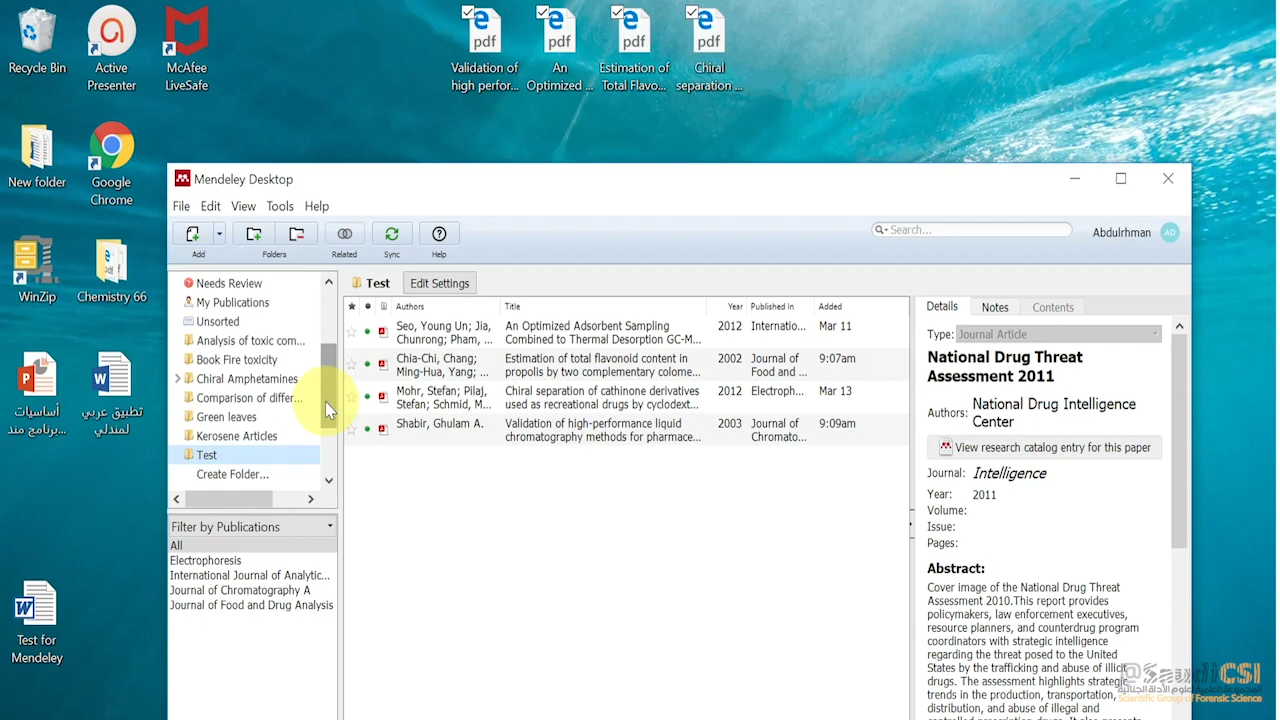 Recycle Bin
Active
Presenter
McAfee
LiveSafe
pdf
Validation of
high perfor...
pdf
An
Optimized ...
pdf
Estimation of
Total Flavo...
pdf
Chiral
separation ...
New folder
Google
Chrome
WinZip
Chemistry 66
أساسيات
برنامج مند...
تطبيق عربي
لمندلي
Test for
Mendeley
Mendeley Desktop
File Edit View Tools Help
Add
Folders
Related
Sync
Help
Search...
Abdulrhman
AD
Needs Review
My Publications
Unsorted
Analysis of toxic com...
Book Fire toxicity
Chiral Amphetamines
Comparison of differ...
Green leaves
Kerosene Articles
Test
Create Folder...
Filter by Publications
All
Electrophoresis
International Journal of Analytic...
Journal of Chromatography A
Journal of Food and Drug Analysis
Test Edit Settings
Authors Title Year Published In Added
Seo, Young Un; Jia, An Optimized Adsorbent Sampling 2012 Internatio... Mar 11
Chunrong; Pham, ... Combined to Thermal Desorption GC-M...
Chia-Chi, Chang; Estimation of total flavonoid content in 2002 Journal of 9:07am
Ming-Hua, Yang; ... propolis by two complementary colome... Food and ...
Mohr, Stefan; Pilaj, Chiral separation of cathinone derivatives 2012 Electroph... Mar 13
Stefan; Schmid, M... used as recreational drugs by cyclodext...
Shabir, Ghulam A. Validation of high-performance liquid 2003 Journal of 9:09am
chromatography methods for pharmace... Chromato...
Details Notes Contents
Type: Journal Article
National Drug Threat
Assessment 2011
Authors: National Drug Intelligence
Center
View research catalog entry for this paper
Journal: Intelligence
Year: 2011
Volume:
Issue:
Pages:
Abstract:
Cover image of the National Drug Threat
Assessment 2010.This report provides
policymakers, law enforcement executives,
resource planners, and counterdrug program
coordinators with strategic intelligence
regarding the threat posed to the United
States by the trafficking and abuse of illicit
drugs. The assessment highlights strategic
trends in the production, transportation,
distribution, and abuse of illegal and
@SaudiCSI
المجموعة العلمية لعلوم الأدلة الجنائية
Scientific Group of Forensic Science